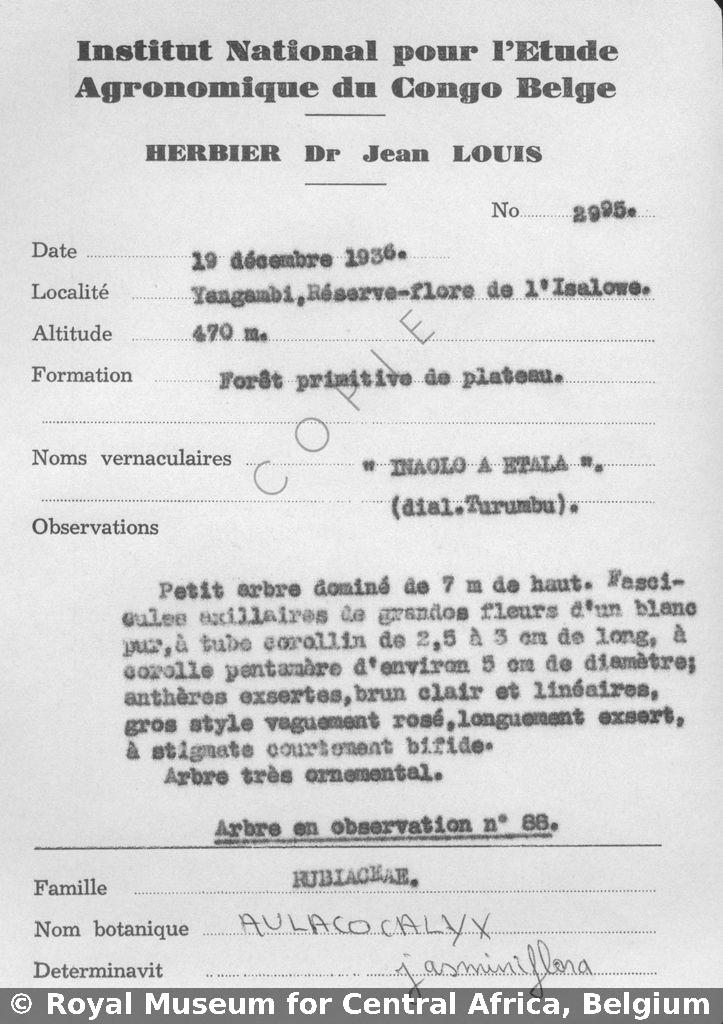 Institut National pour l'Etude
Agronomique du Congo Belge
HERBIER Dr Jean LOUIS
No 2995.
Date 19 décembre 1936.
Localité Yangambi, Réserve-flore de l'Isalowe.
Altitude 470 m.
Formation Forêt primitive de plateau.
COPIE
Noms vernaculaires " INAOLO A ETALA ".
(dial.Turumbu).
Observations
Petit arbre dominé de 7 m de haut. Fasci-
cules axillaires de grandes fleurs d'un blanc
pur, à tube corollin de 2,5 à 3 cm de long, à
corolle pentamère d'environ 5 cm de diamètre;
anthères exsertes, brun clair et linéaires,
gros style vaguement rosé, longuement exsert,
à stigmate courtement bifide.
Arbre très ornemental.
Arbre en observation n° 88.
Famille RUBIACEAE.
Nom botanique AULACOCALYX
Determinavit jasminiflora
© Royal Museum for Central Africa, Belgium